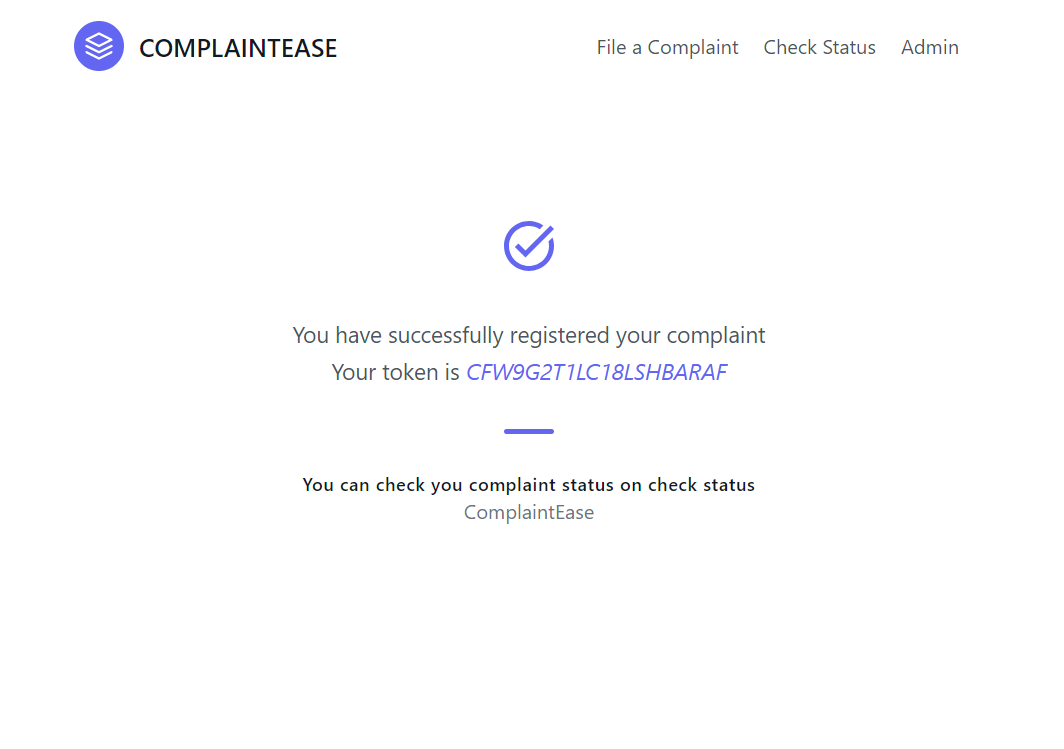 COMPLAINTEASE
File a Complaint Check Status Admin
You have successfully registered your complaint
Your token is CFW9G2T1LC18LSHBARAF
You can check you complaint status on check status
ComplaintEase